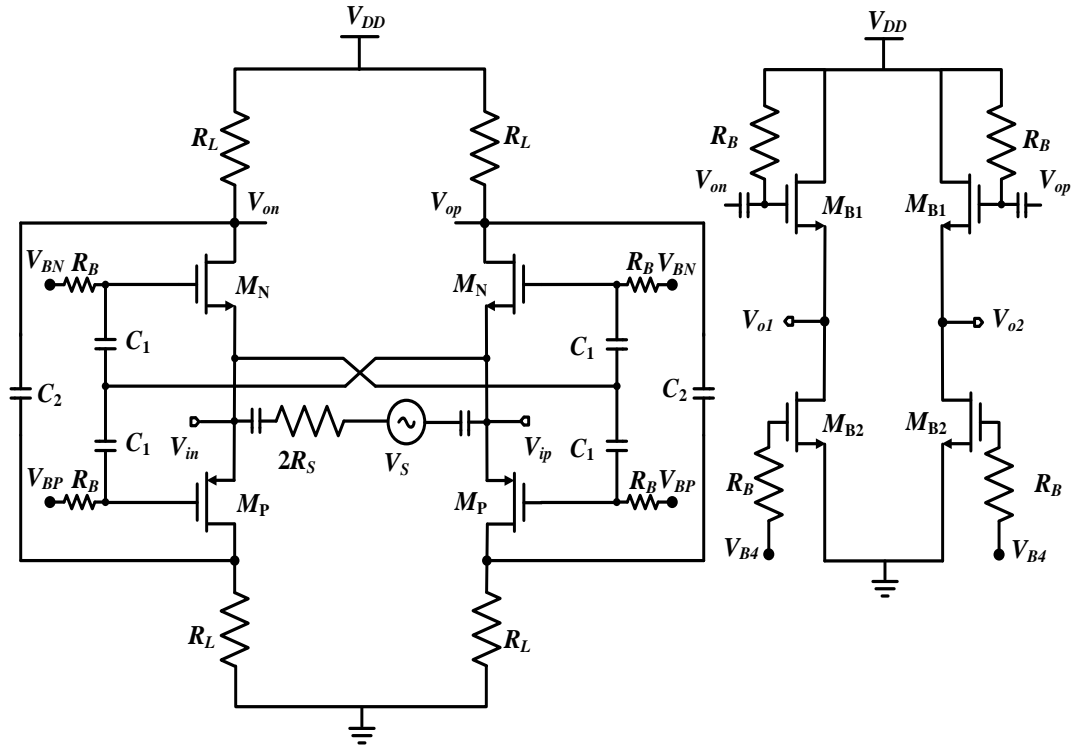 V_DD
V_DD
R_L R_L
R_B R_B
V_on V_op
V_on V_op
M_B1 M_B1
V_BN R_B R_B V_BN
M_N M_N
C_1 C_1
V_o1 V_o2
C_2 C_2
V_in 2R_S V_S V_ip
C_1 C_1
M_B2 M_B2
V_BP R_B R_B V_BP
M_P M_P
R_B R_B
V_B4 V_B4
R_L R_L